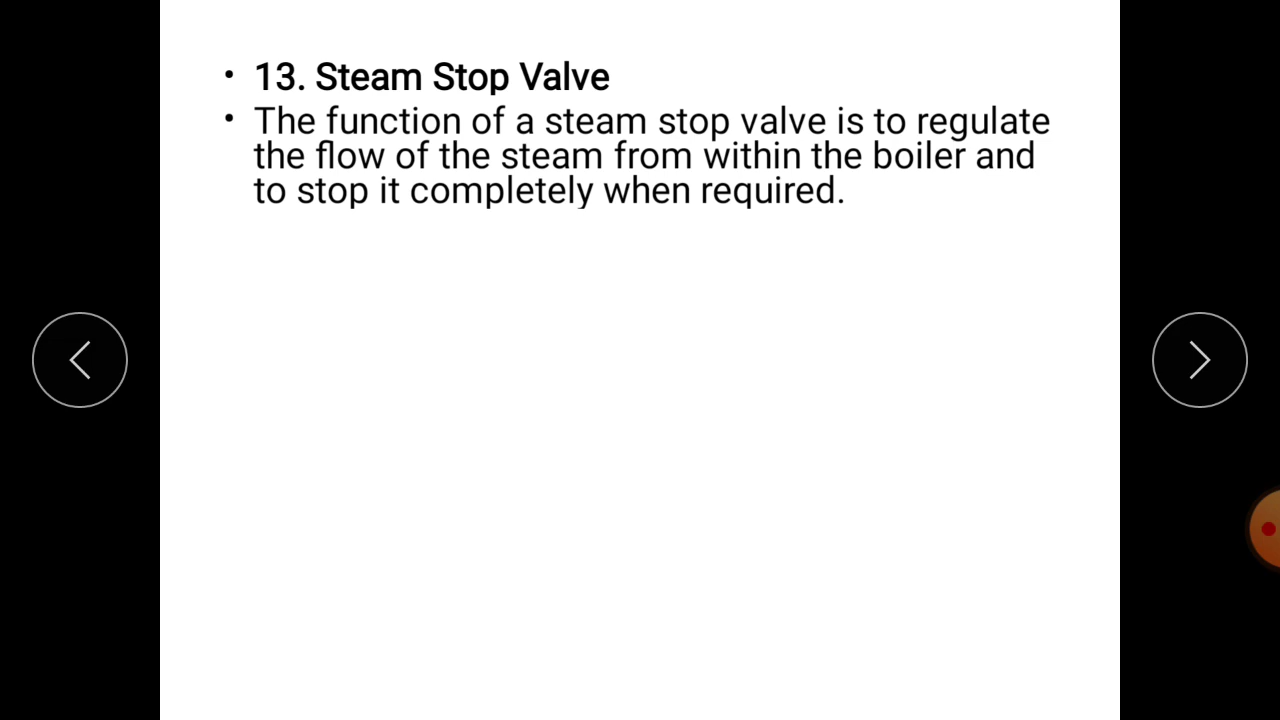 • 13. Steam Stop Valve
• The function of a steam stop valve is to regulate
the flow of the steam from within the boiler and
to stop it completely when required.